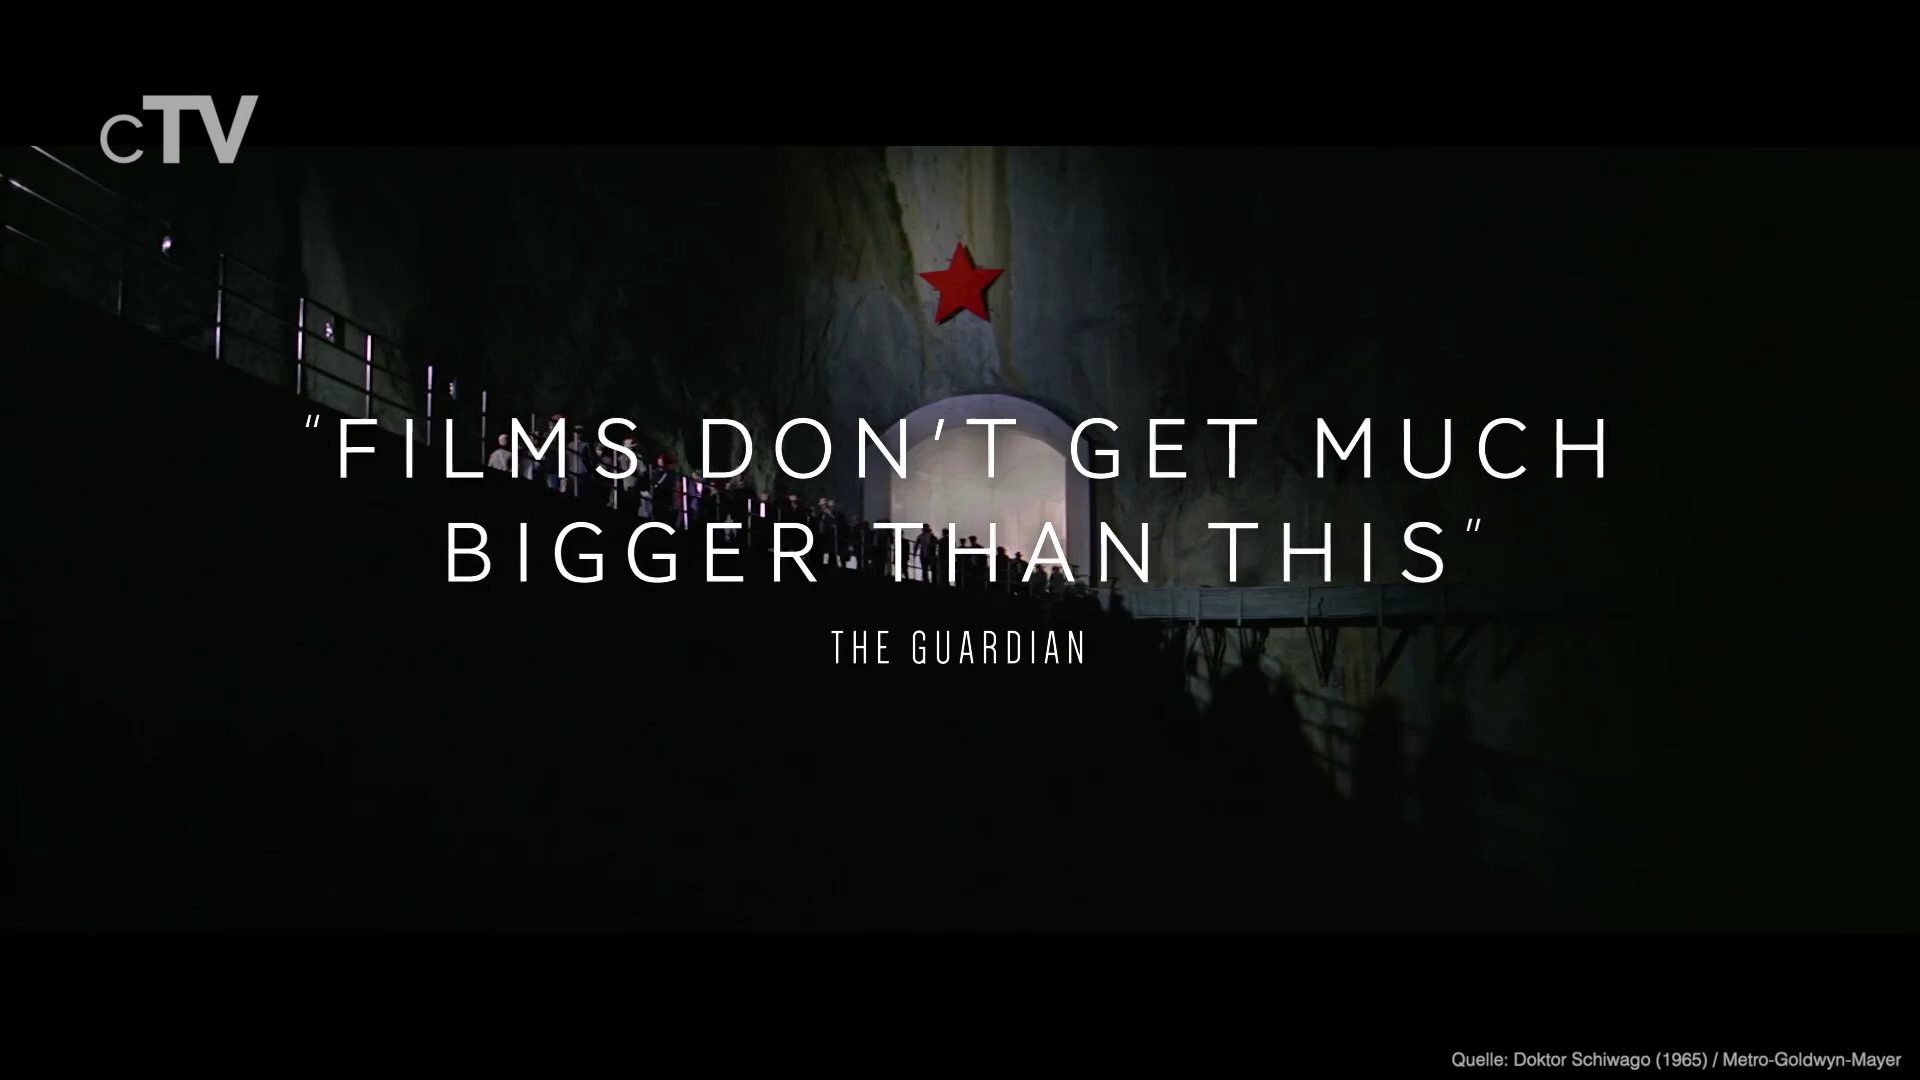 cTV
“FILMS DON’T GET MUCH
BIGGER THAN THIS”
THE GUARDIAN
Quelle: Doktor Schiwago (1965) / Metro-Goldwyn-Mayer